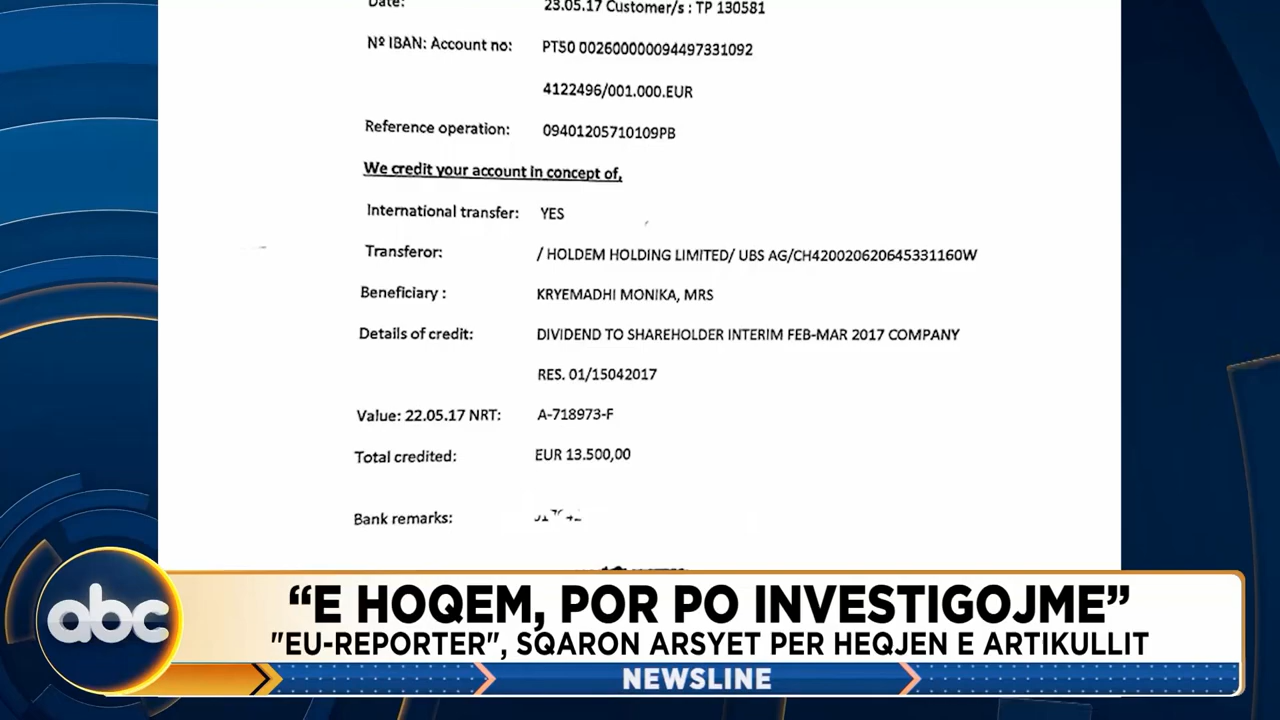 Date: 23.05.17 Customer/s : TP 130581
Nº IBAN: Account no: PT50 00260000094497331092
4122496/001.000.EUR
Reference operation: 09401205710109PB
We credit your account in concept of,
International transfer: YES
Transferor: / HOLDEM HOLDING LIMITED/ UBS AG/CH420020620645331160W
Beneficiary : KRYEMADHI MONIKA, MRS
Details of credit: DIVIDEND TO SHAREHOLDER INTERIM FEB-MAR 2017 COMPANY
RES. 01/15042017
Value: 22.05.17 NRT: A-718973-F
Total credited: EUR 13.500,00
Bank remarks:
abc
“E HOQEM, POR PO INVESTIGOJME”
"EU-REPORTER", SQARON ARSYET PER HEQJEN E ARTIKULLIT
NEWSLINE